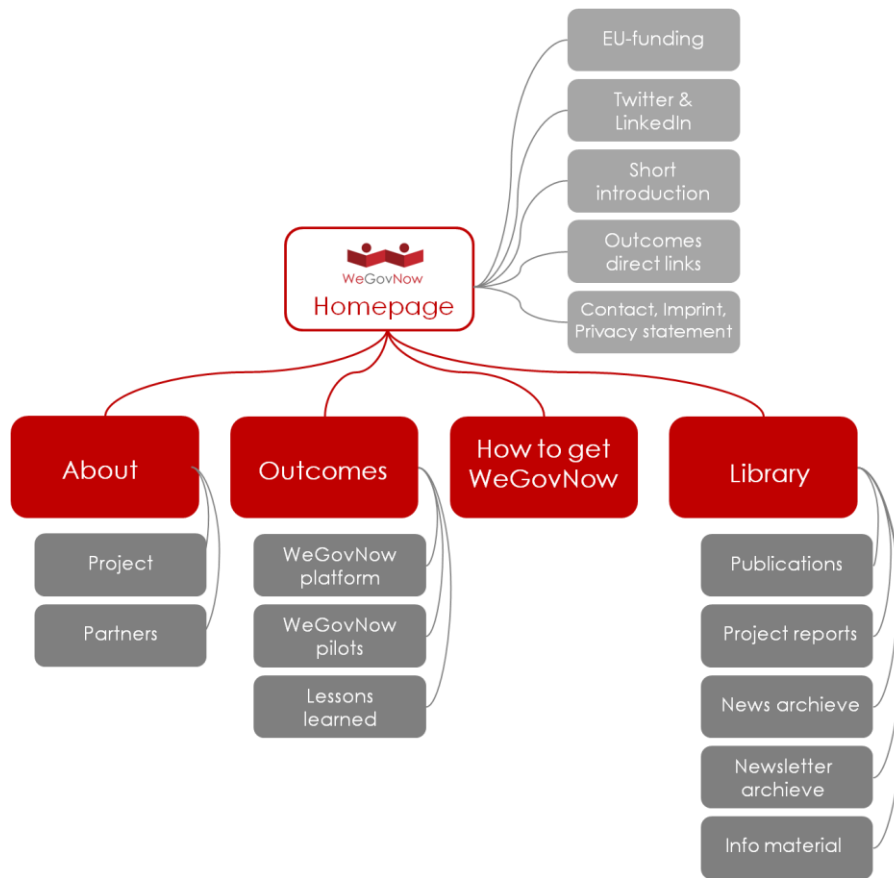 EU-funding
Twitter &
LinkedIn
Short
introduction
Outcomes
direct links
Contact, Imprint,
Privacy statement
WeGovNow
Homepage
About
Project
Partners
Outcomes
WeGovNow
platform
WeGovNow
pilots
Lessons
learned
How to get
WeGovNow
Library
Publications
Project reports
News archieve
Newsletter
archieve
Info material